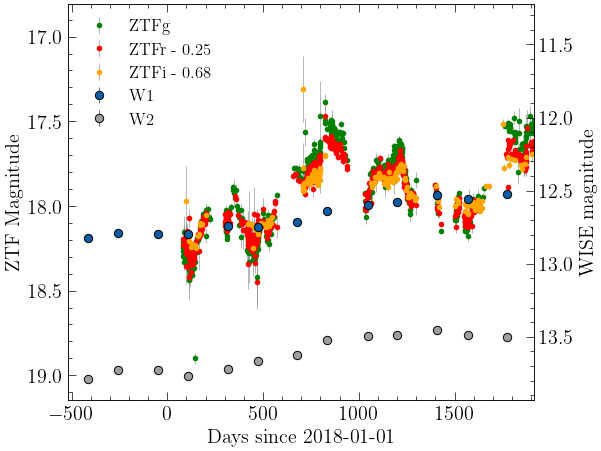 ZTFg
ZTFr - 0.25
ZTFi - 0.68
W1
W2
17.0
17.5
18.0
18.5
19.0
ZTF Magnitude
11.5
12.0
12.5
13.0
13.5
WISE magnitude
−500
0
500
1000
1500
Days since 2018-01-01